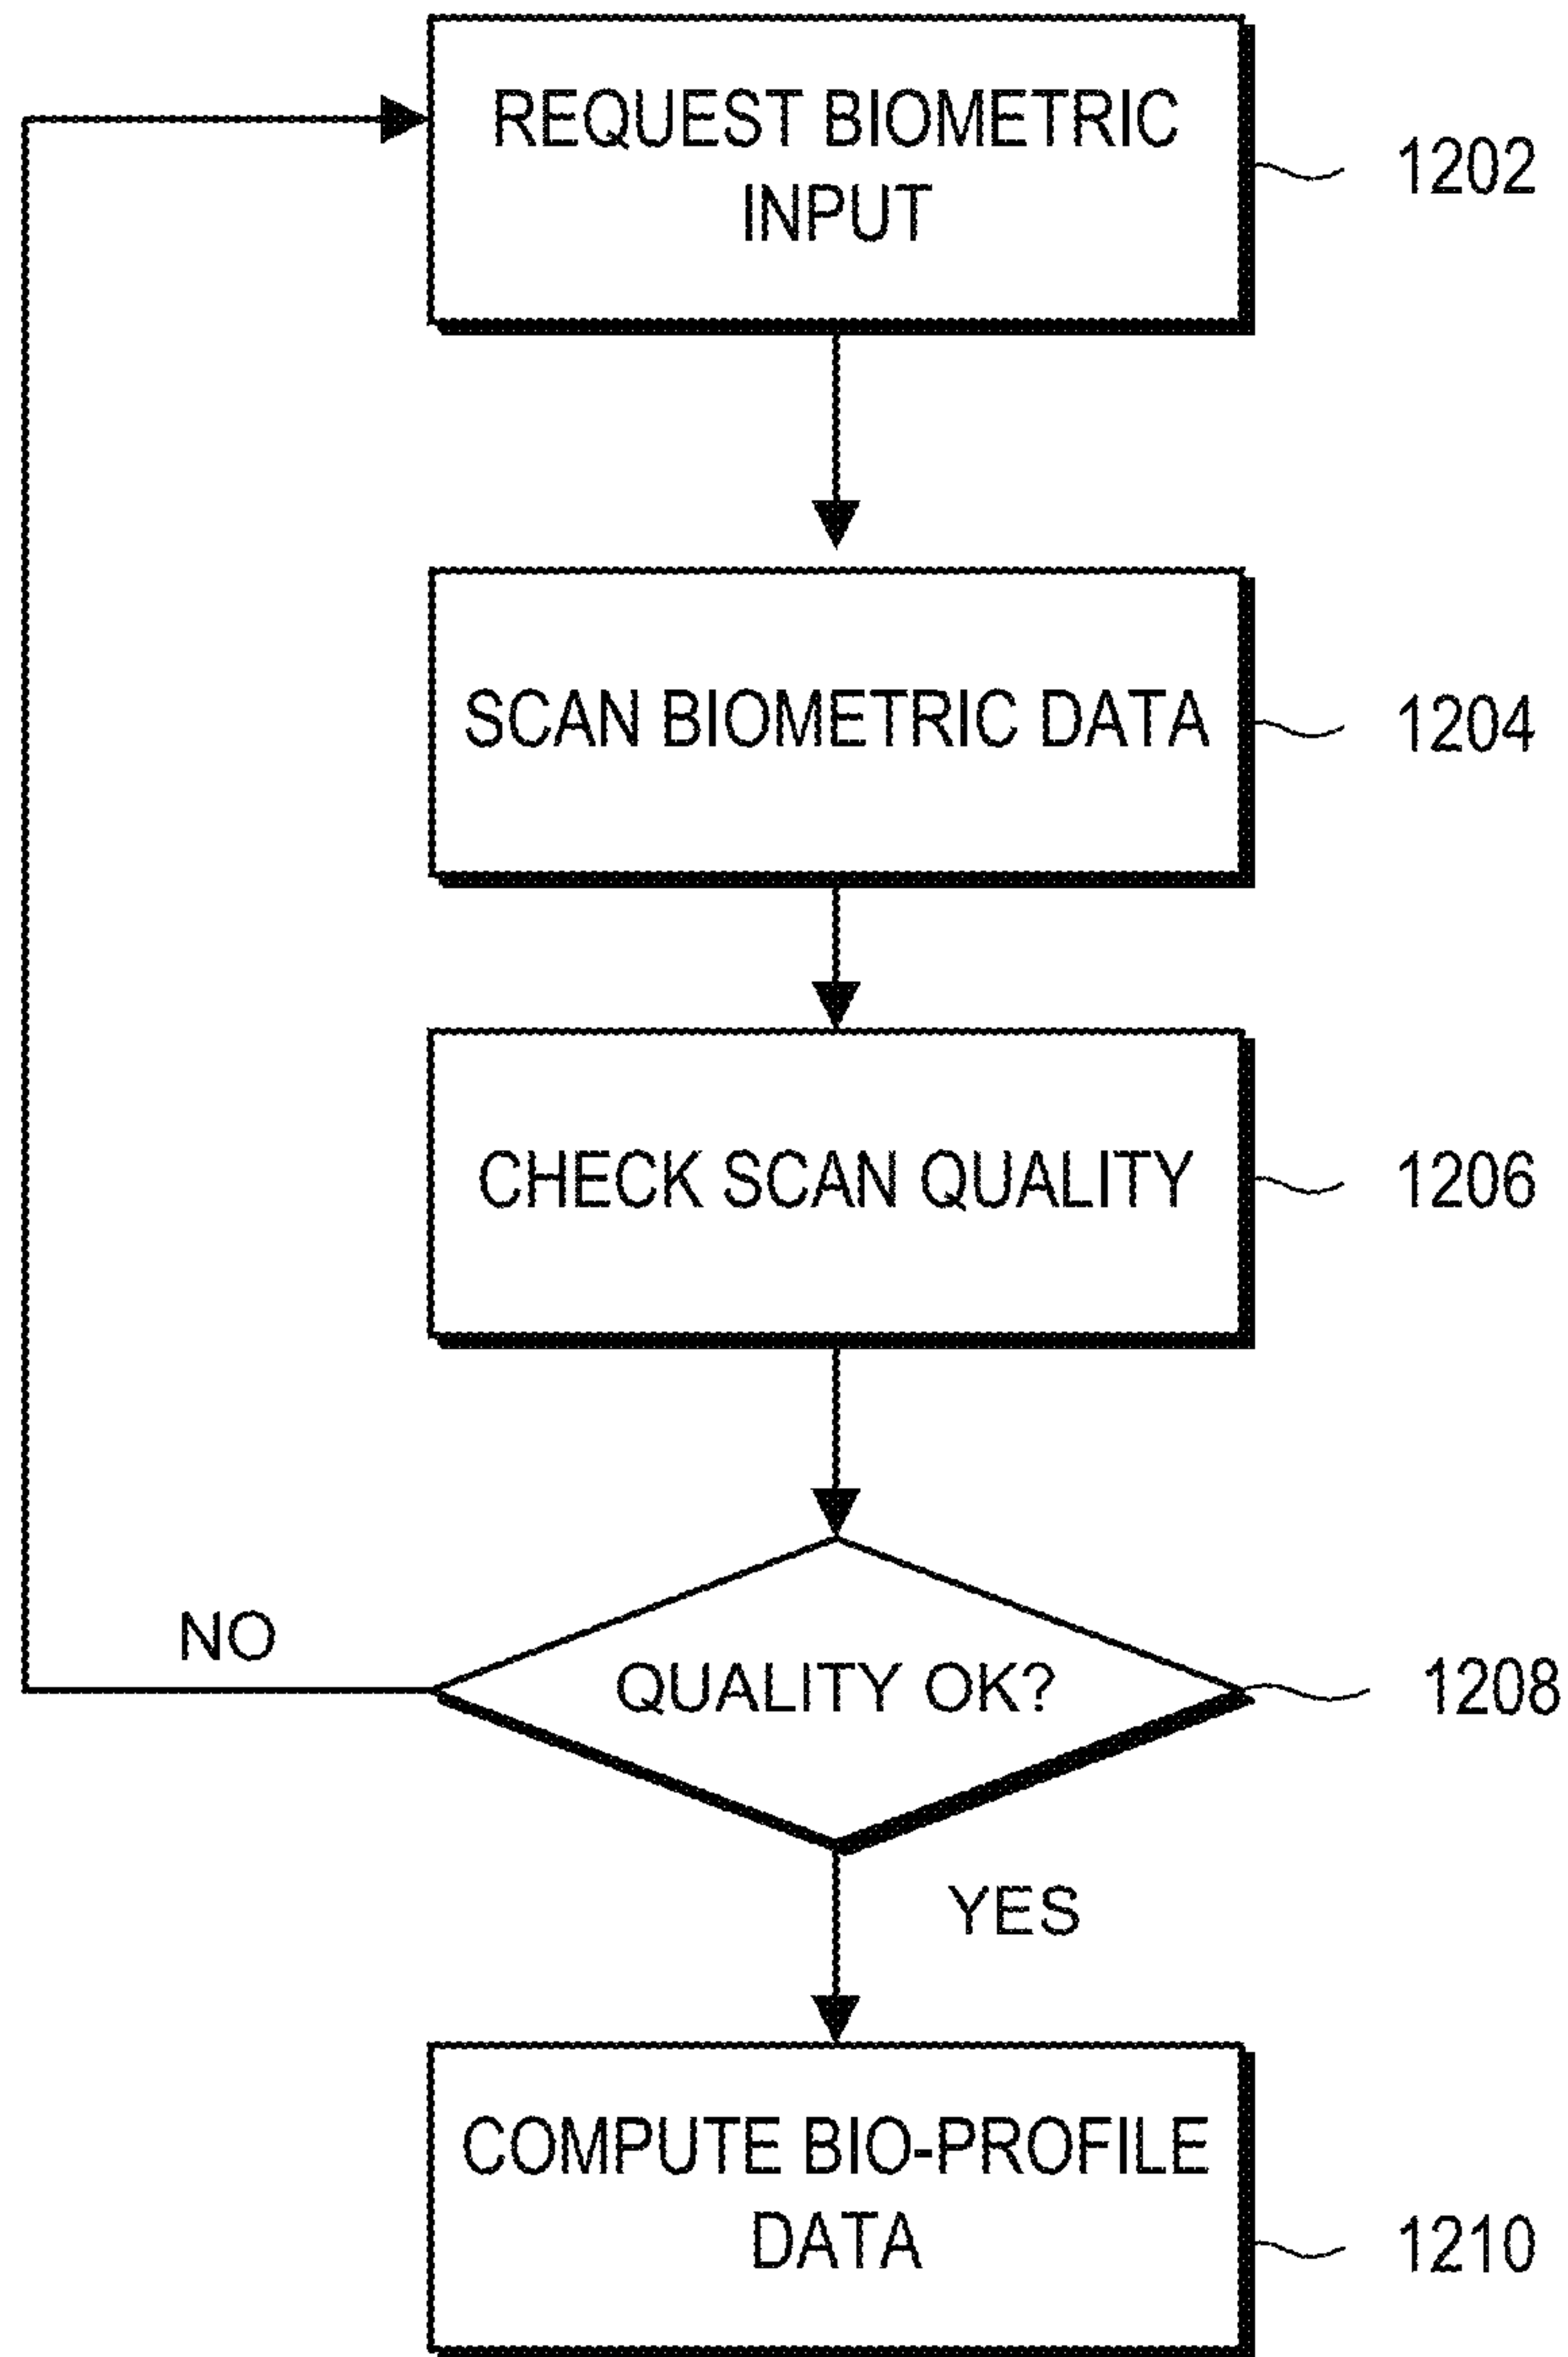 REQUEST BIOMETRIC
INPUT
1202
SCAN BIOMETRIC DATA
1204
CHECK SCAN QUALITY
1206
NO
QUALITY OK?
1208
YES
COMPUTE BIO-PROFILE
DATA
1210